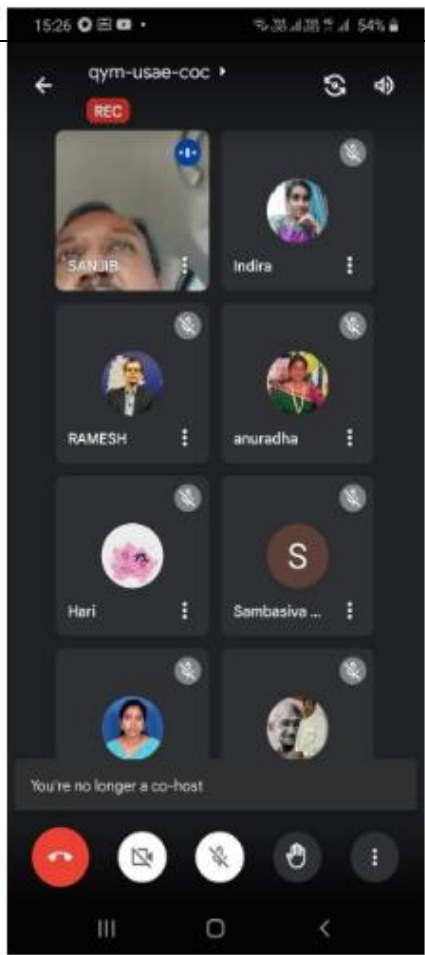 15:26 54%
qym-usae-coc
REC
SANJIB Indira
RAMESH anuradha
S
Hari Sambasiva ...
You're no longer a co-host